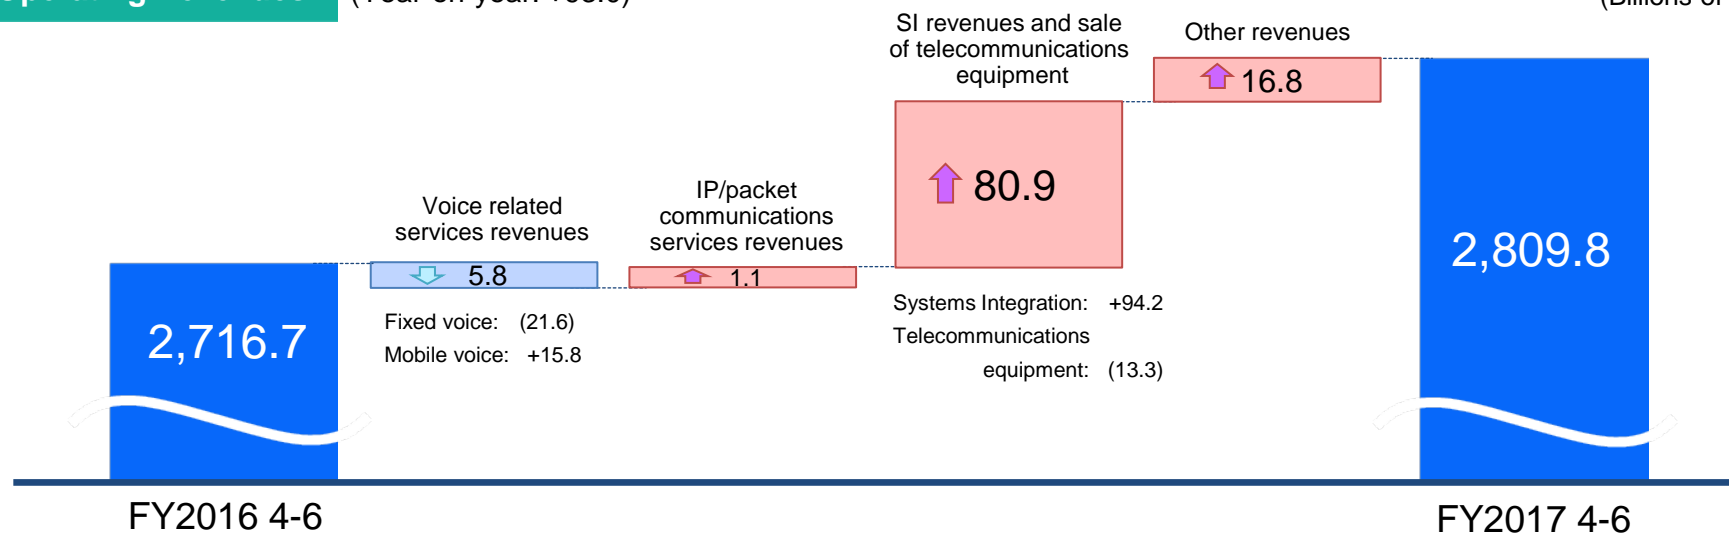 SI revenues and sale
of telecommunications
equipment
Other revenues
16.8
80.9
IP/packet
communications
services revenues
Voice related
services revenues
5.8
1.1
2,809.8
2,716.7
Fixed voice: (21.6)
Mobile voice: +15.8
Systems Integration: +94.2
Telecommunications
equipment: (13.3)
FY2016 4-6
FY2017 4-6